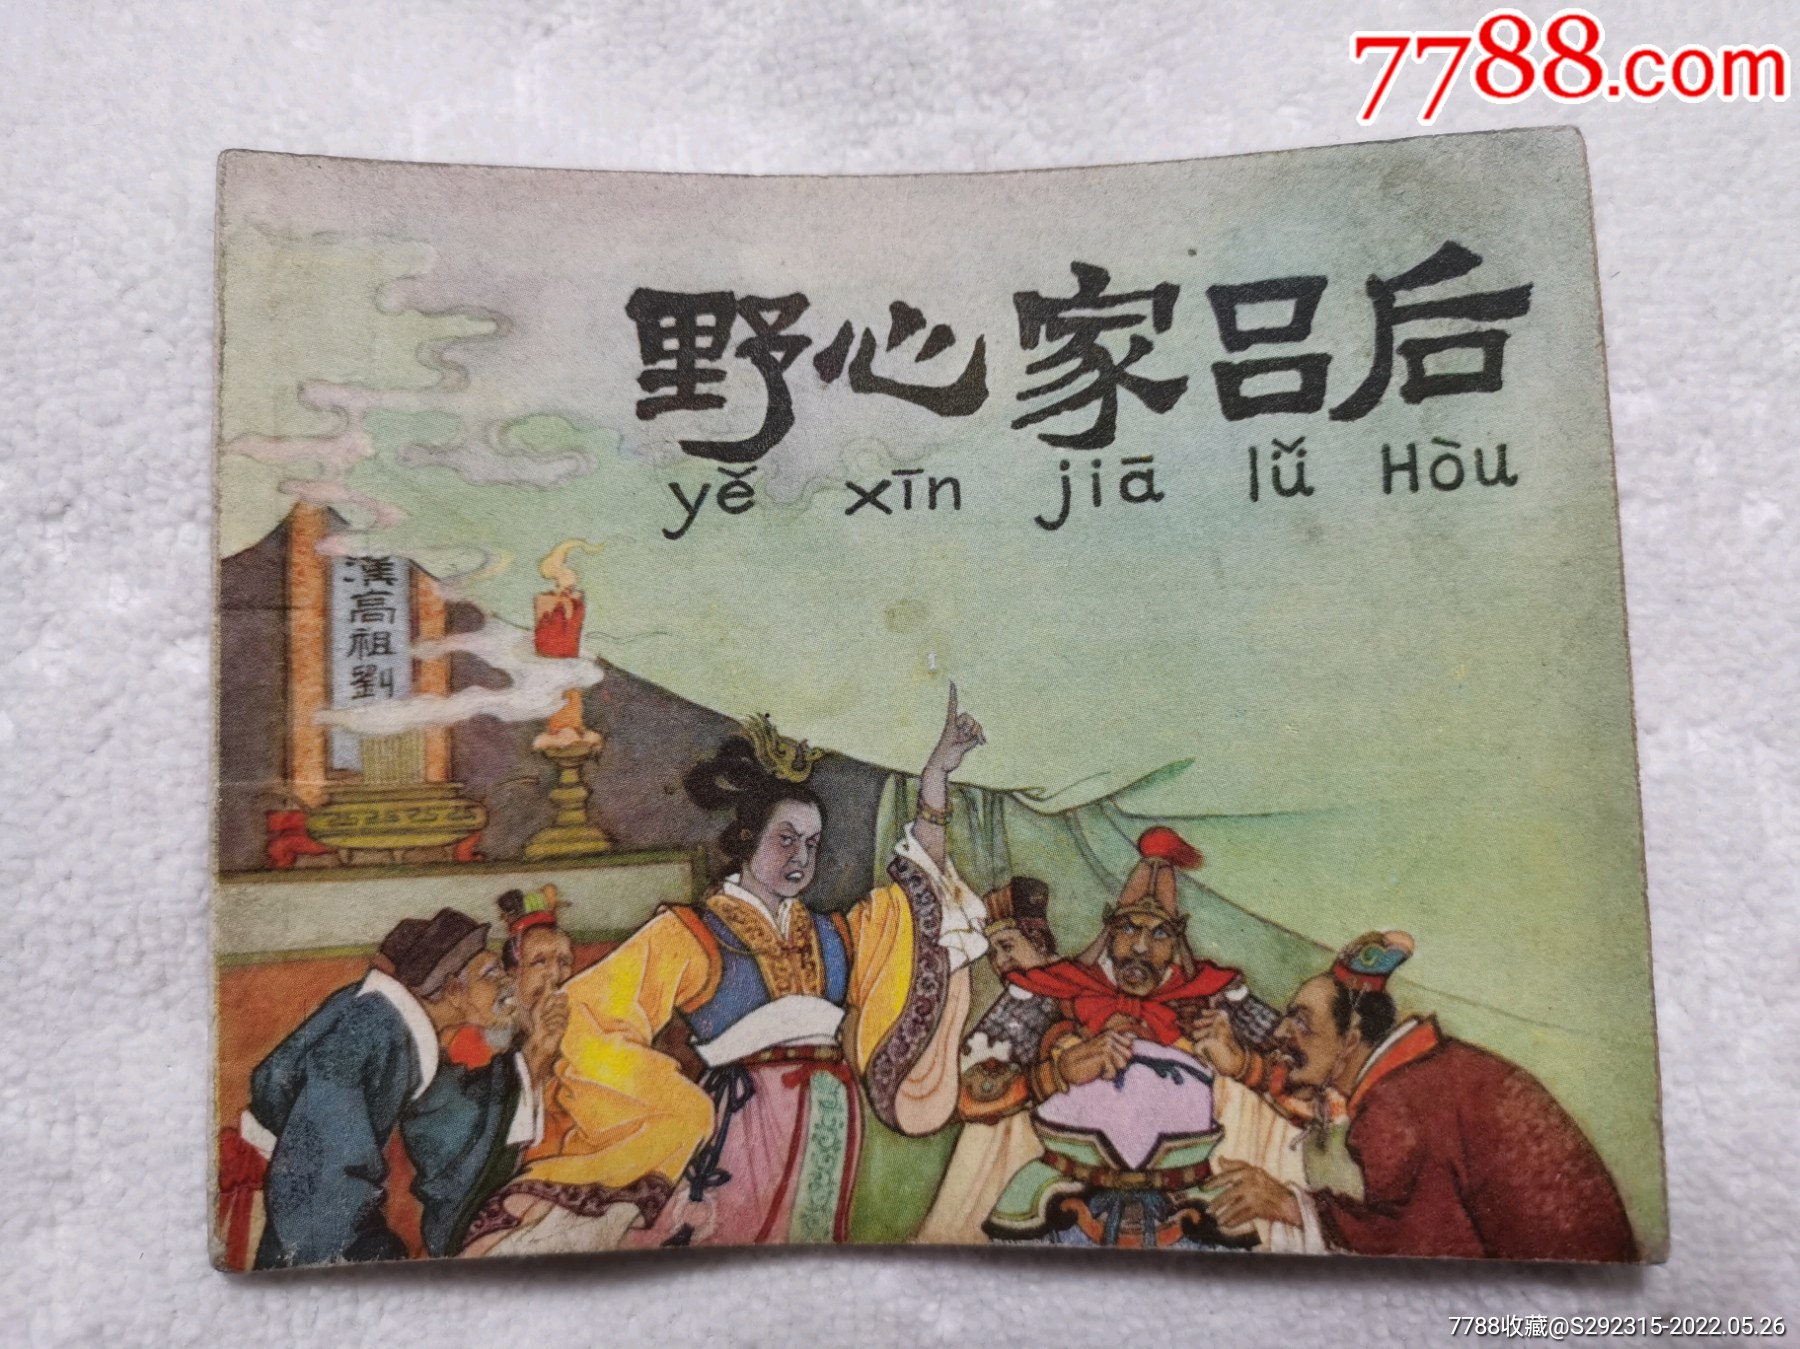 7788.com
野心家吕后
yě xīn jiā lǚ Hòu
漢高祖劉
7788收藏@S292315-2022.05.26